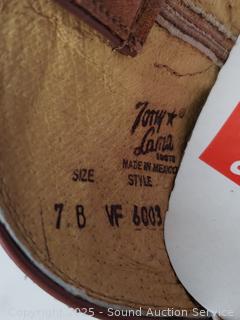 Tony Lama
BOOTS
MADE IN MEXICO
SIZE STYLE
7 B VF 6003
Copyright 2025 - Sound Auction Service